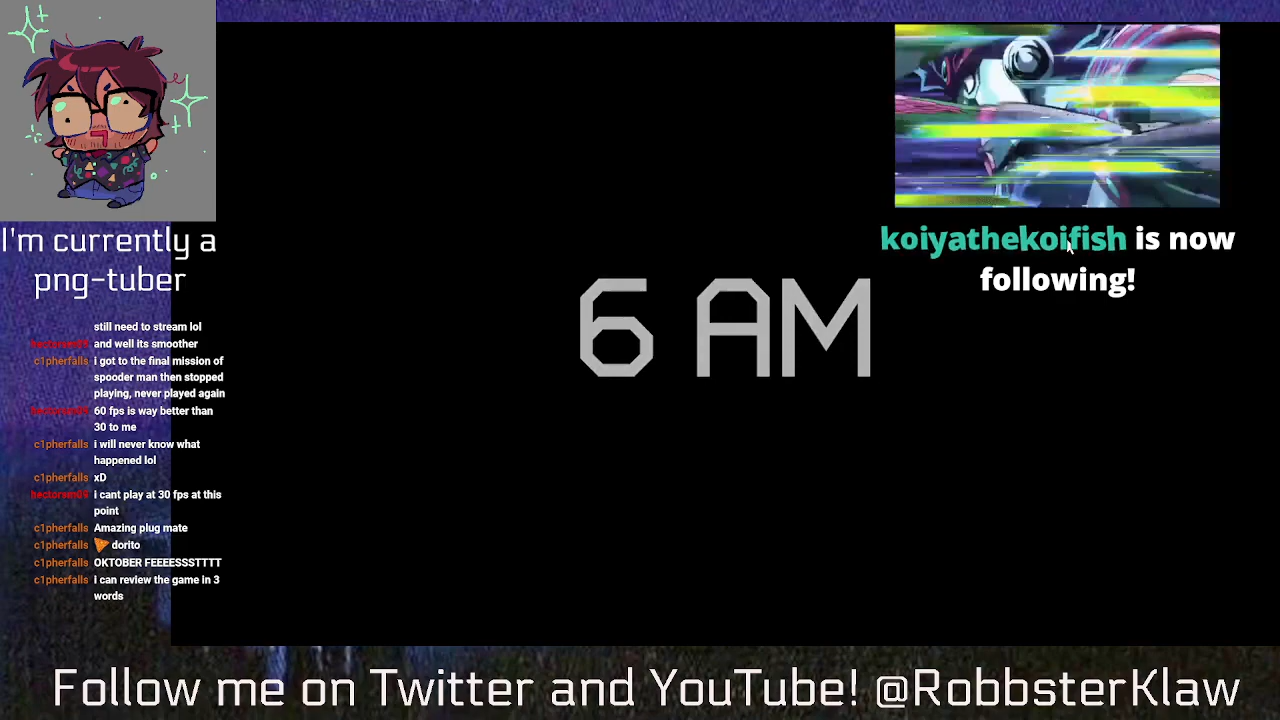 I'm currently a
png-tuber
still need to stream lol
and well its smoother
c1pherfalls i got to the final mission of
spooder man then stopped
playing, never played again
60 fps is way better than
30 to me
c1pherfalls i will never know what
happened lol
c1pherfalls xD
i cant play at 30 fps at this
point
c1pherfalls Amazing plug mate
c1pherfalls dorito
c1pherfalls OKTOBER FEEEESSSTTTT
c1pherfalls i can review the game in 3
words
6 AM
koiyathekoifish is now
following!
Follow me on Twitter and YouTube! @RobbsterKlaw